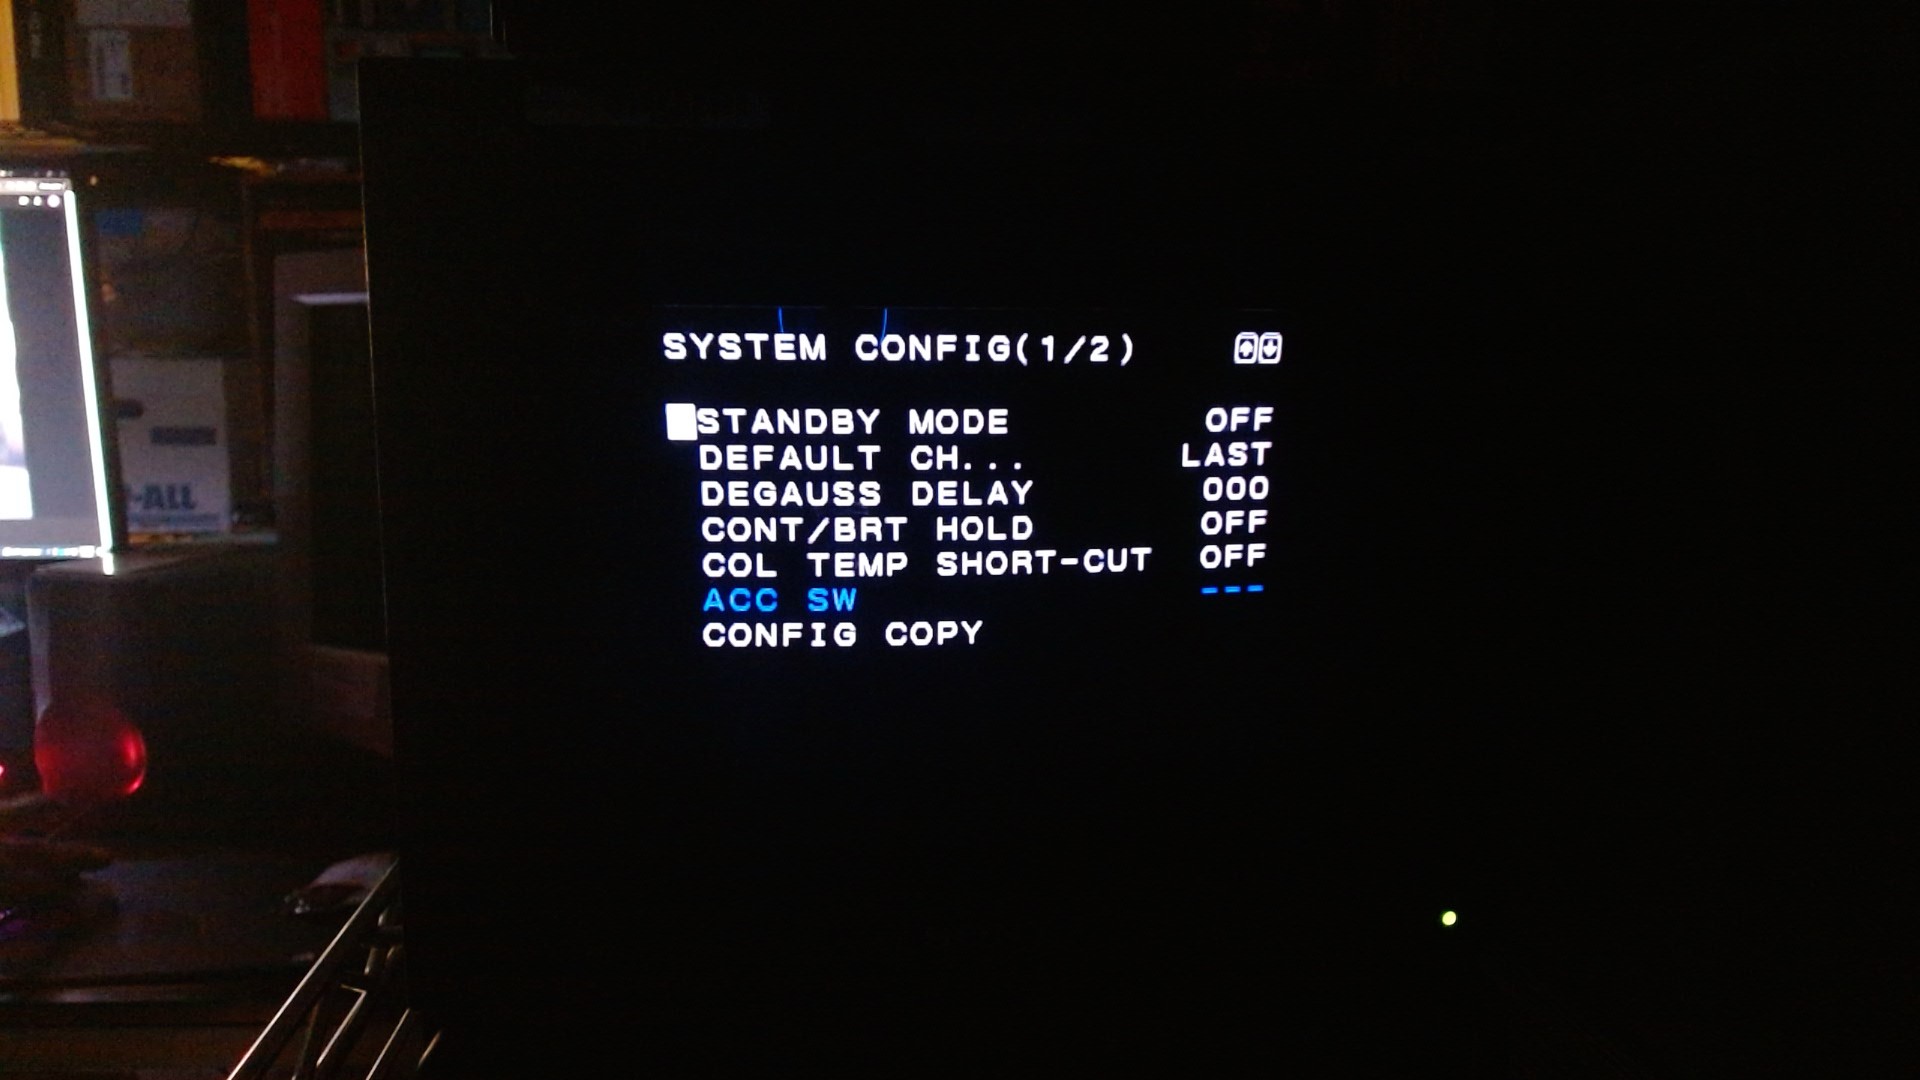 SYSTEM CONFIG(1/2)
STANDBY MODE OFF
DEFAULT CH... LAST
DEGAUSS DELAY 000
CONT/BRT HOLD OFF
COL TEMP SHORT-CUT OFF
ACC SW ---
CONFIG COPY
-ALL